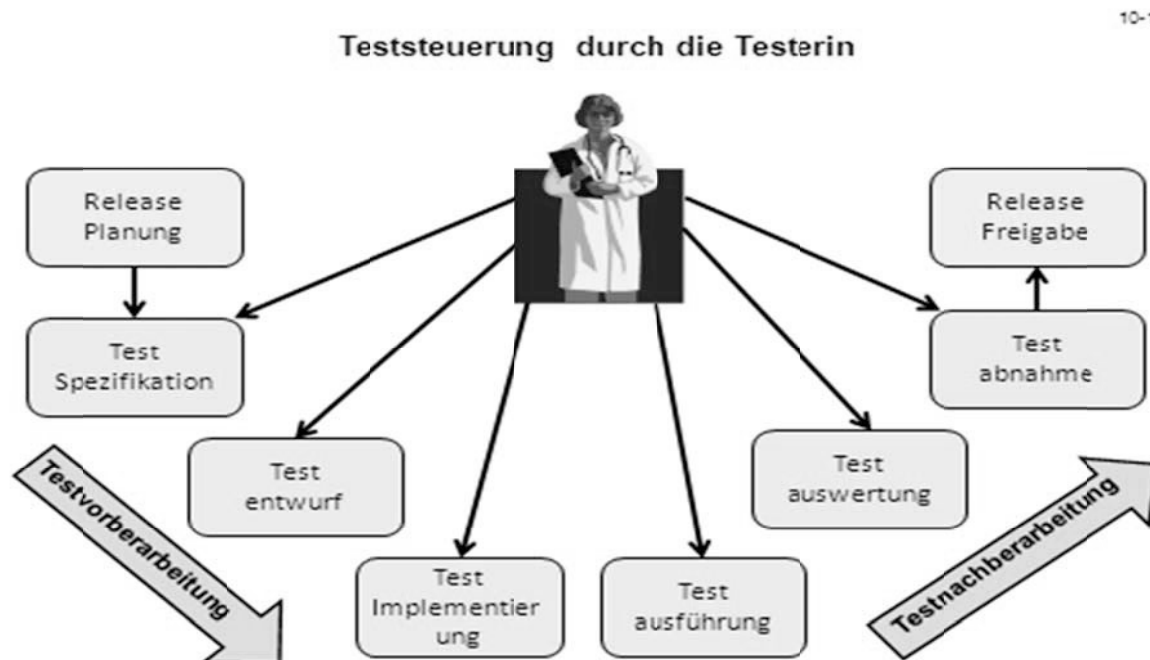 10-1
Teststeuerung durch die Testerin
Release
Planung
Release
Freigabe
Test
Spezifikation
Test
abnahme
Test
entwurf
Test
auswertung
Test
Implementier
ung
Test
ausführung
Testvorberarbeitung
Testnachberarbeitung